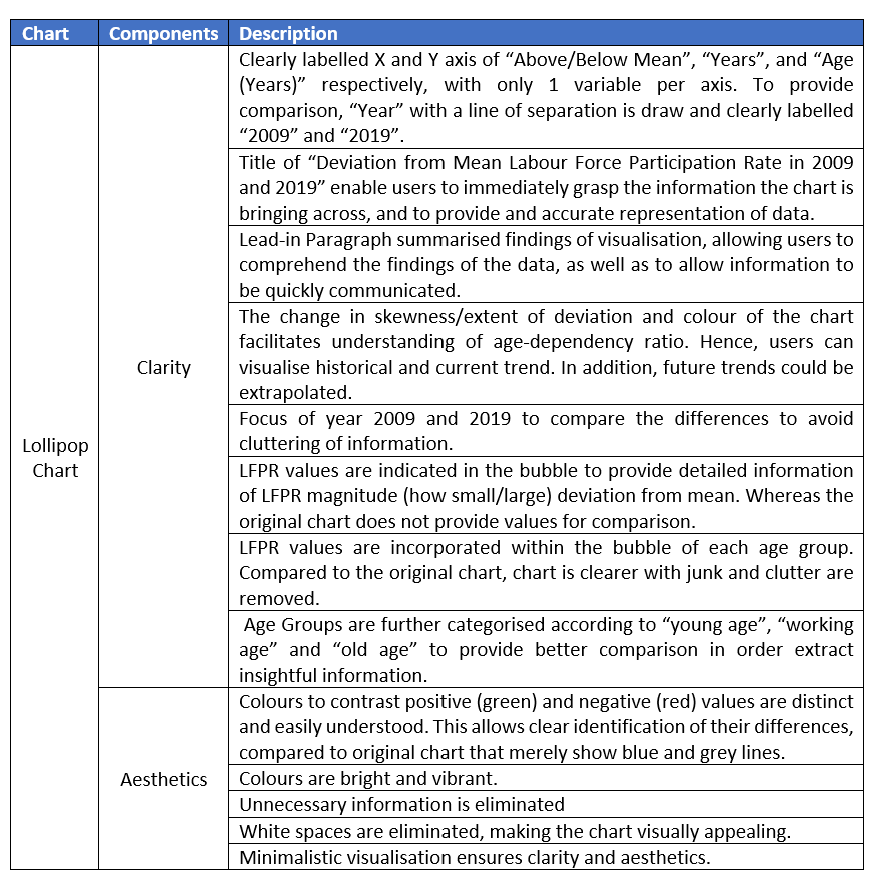 Chart Components Description
Clearly labelled X and Y axis of “Above/Below Mean”, “Years”, and “Age
(Years)” respectively, with only 1 variable per axis. To provide
comparison, “Year” with a line of separation is draw and clearly labelled
“2009” and “2019”.
Title of “Deviation from Mean Labour Force Participation Rate in 2009
and 2019” enable users to immediately grasp the information the chart is
bringing across, and to provide and accurate representation of data.
Lead-in Paragraph summarised findings of visualisation, allowing users to
comprehend the findings of the data, as well as to allow information to
be quickly communicated.
The change in skewness/extent of deviation and colour of the chart
facilitates understanding of age-dependency ratio. Hence, users can
visualise historical and current trend. In addition, future trends could be
extrapolated.
Clarity
Focus of year 2009 and 2019 to compare the differences to avoid
cluttering of information.
Lollipop
Chart
LFPR values are indicated in the bubble to provide detailed information
of LFPR magnitude (how small/large) deviation from mean. Whereas the
original chart does not provide values for comparison.
LFPR values are incorporated within the bubble of each age group.
Compared to the original chart, chart is clearer with junk and clutter are
removed.
Age Groups are further categorised according to “young age”, “working
age” and “old age” to provide better comparison in order extract
insightful information.
Colours to contrast positive (green) and negative (red) values are distinct
and easily understood. This allows clear identification of their differences,
compared to original chart that merely show blue and grey lines.
Aesthetics
Colours are bright and vibrant.
Unnecessary information is eliminated
White spaces are eliminated, making the chart visually appealing.
Minimalistic visualisation ensures clarity and aesthetics.